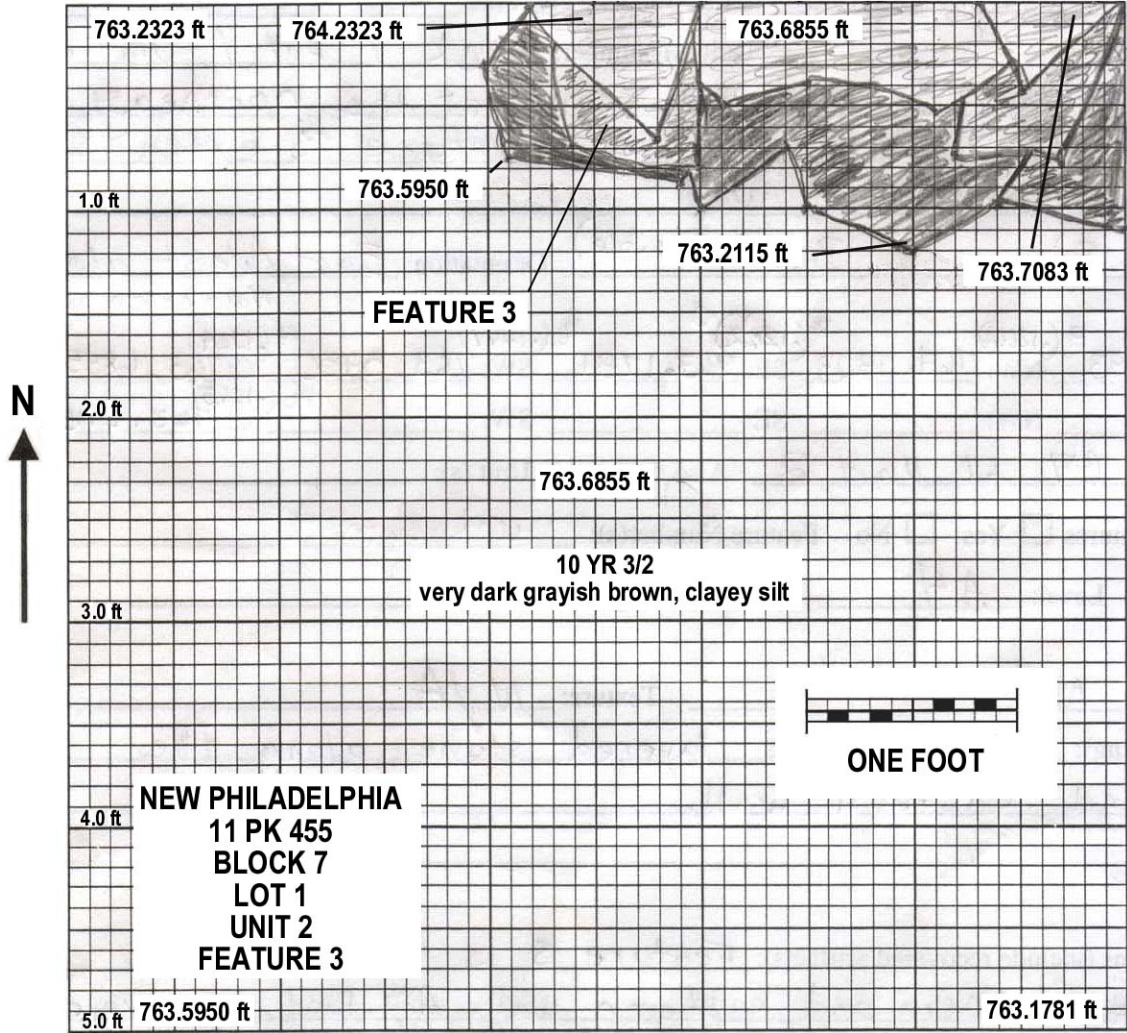 763.2323 ft
764.2323 ft
763.6855 ft
763.5950 ft
1.0 ft
763.2115 ft
763.7083 ft
FEATURE 3
N
2.0 ft
763.6855 ft
10 YR 3/2
very dark grayish brown, clayey silt
3.0 ft
ONE FOOT
NEW PHILADELPHIA
4.0 ft
11 PK 455
BLOCK 7
LOT 1
UNIT 2
FEATURE 3
5.0 ft
763.5950 ft
763.1781 ft